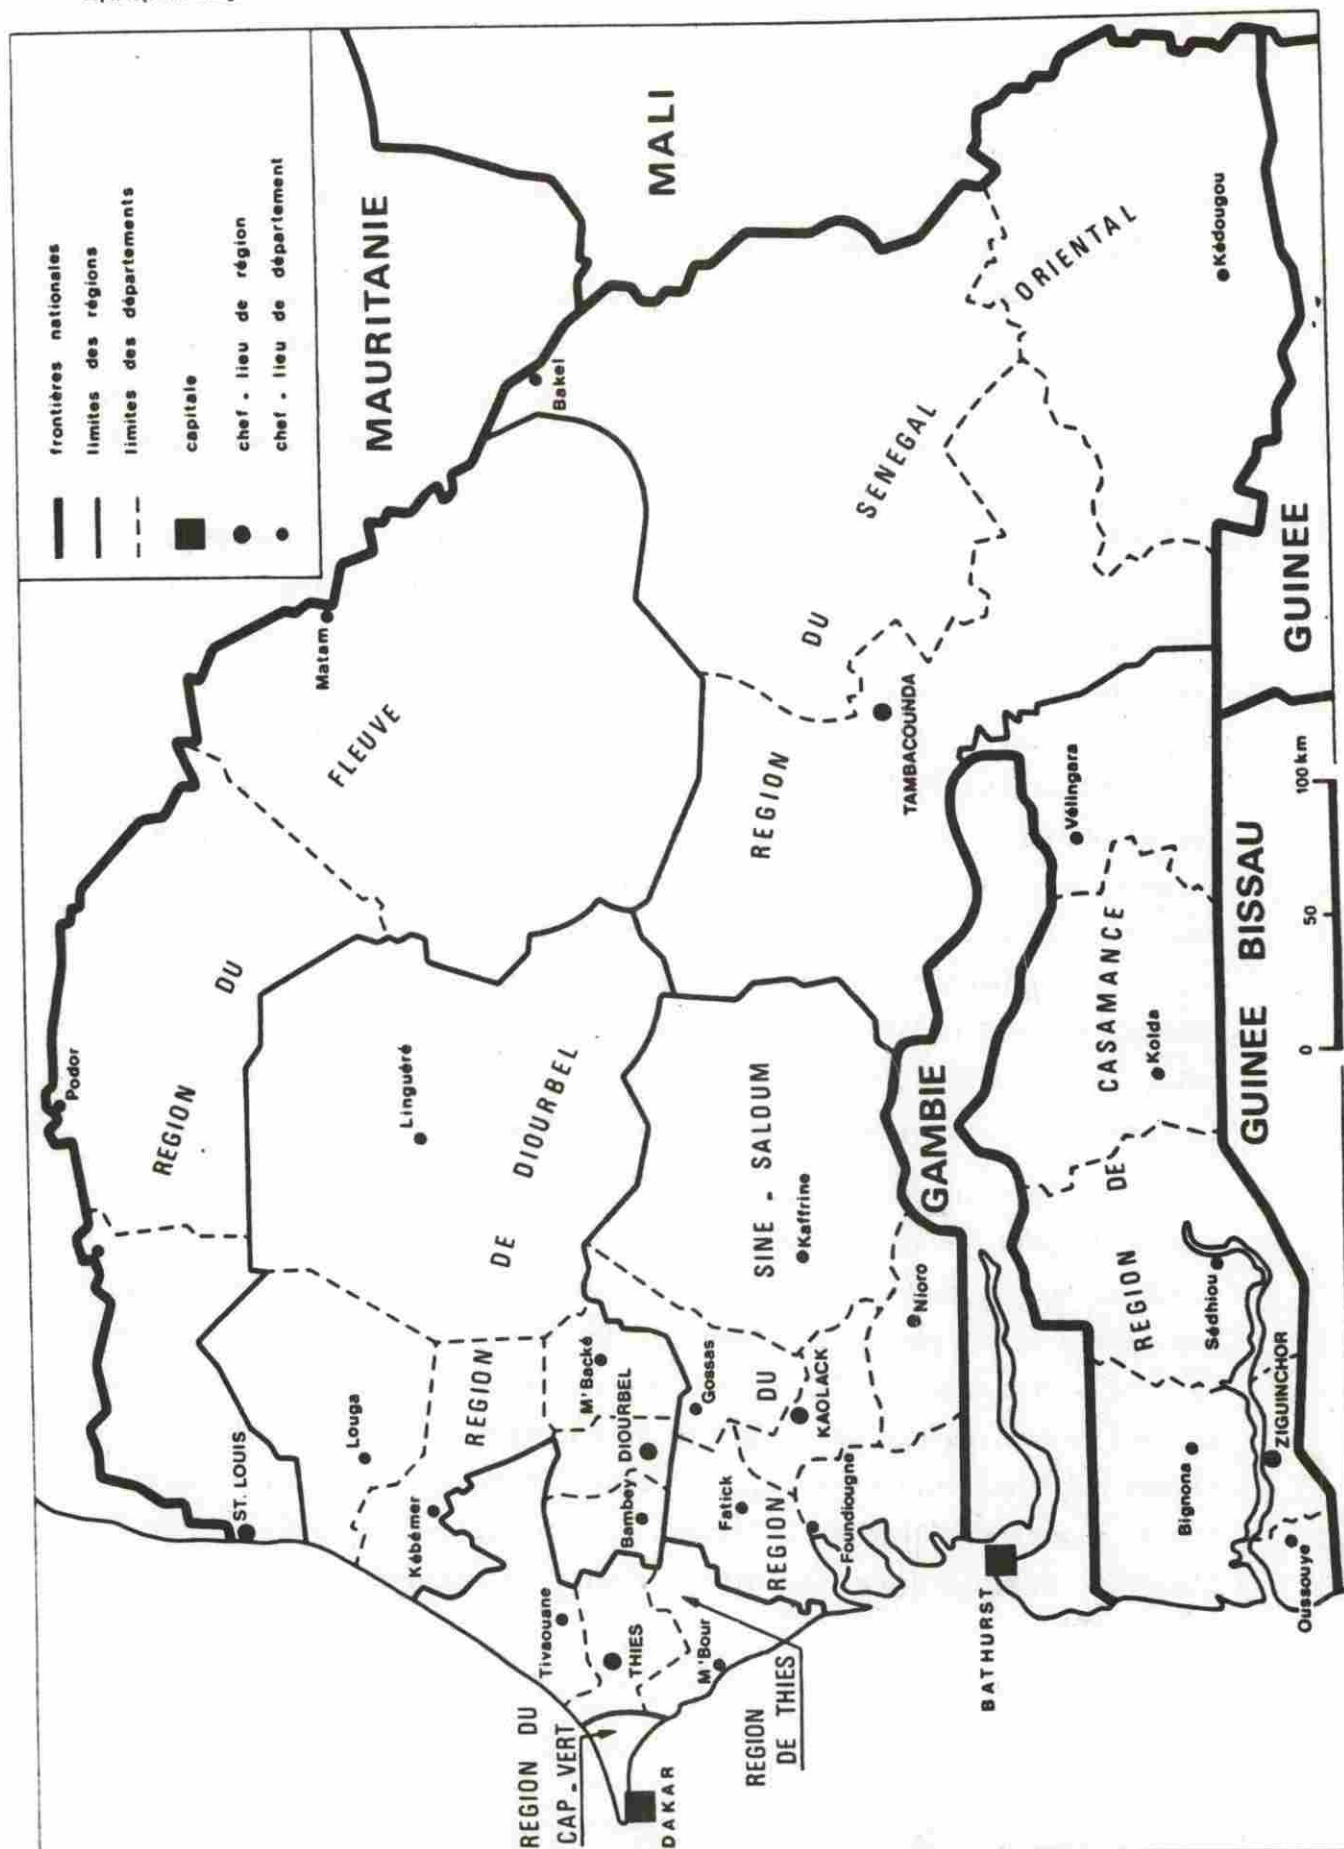 frontières nationales
limites des régions
limites des départements
capitale
chef - lieu de région
chef - lieu de département
MAURITANIE
MALI
GUINEE
GUINEE BISSAU
GAMBIE
REGION DU FLEUVE
Podor
Matam
ST. LOUIS
REGION DE DIOURBEL
Linguéré
Louga
Kébémer
M'Backé
DIOURBEL
Bambey
REGION DU SENEGAL ORIENTAL
Bakel
TAMBACOUNDA
Kédougou
REGION DU SINE - SALOUM
Kaffrine
Gossas
KAOLACK
Nioro
Fatick
Foundiougne
REGION DE THIES
Tivaouane
THIES
M'Bour
REGION DU
CAP - VERT
DAKAR
BATHURST
REGION DE CASAMANCE
Vélingara
Kolda
Sédhiou
Bignona
ZIGUINCHOR
Oussouye
0 50 100 km